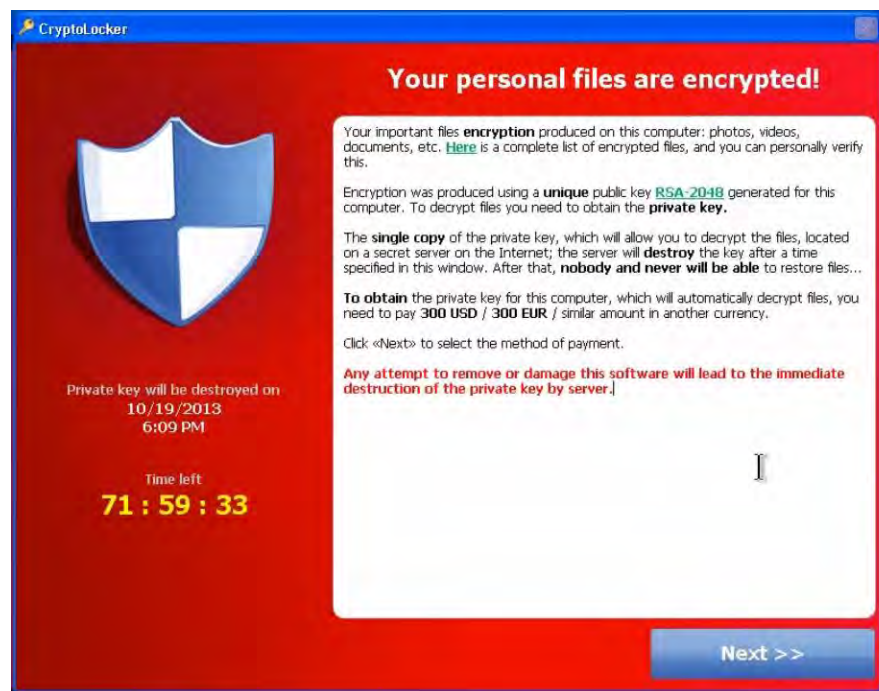 CryptoLocker
Your personal files are encrypted!
Your important files encryption produced on this computer: photos, videos,
documents, etc. Here is a complete list of encrypted files, and you can personally verify
this.
Encryption was produced using a unique public key RSA-2048 generated for this
computer. To decrypt files you need to obtain the private key.
The single copy of the private key, which will allow you to decrypt the files, located
on a secret server on the Internet; the server will destroy the key after a time
specified in this window. After that, nobody and never will be able to restore files...
To obtain the private key for this computer, which will automatically decrypt files, you
need to pay 300 USD / 300 EUR / similar amount in another currency.
Click «Next» to select the method of payment.
Any attempt to remove or damage this software will lead to the immediate
destruction of the private key by server.
Private key will be destroyed on
10/19/2013
6:09 PM
Time left
71 : 59 : 33
Next >>